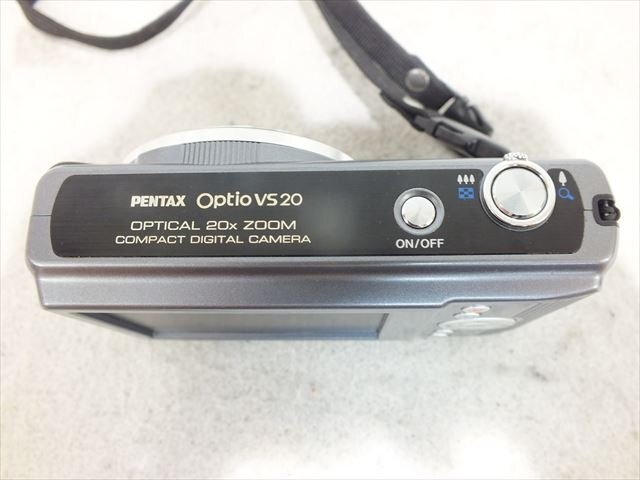 PENTAX Optio VS20
OPTICAL 20x ZOOM
COMPACT DIGITAL CAMERA
ON/OFF